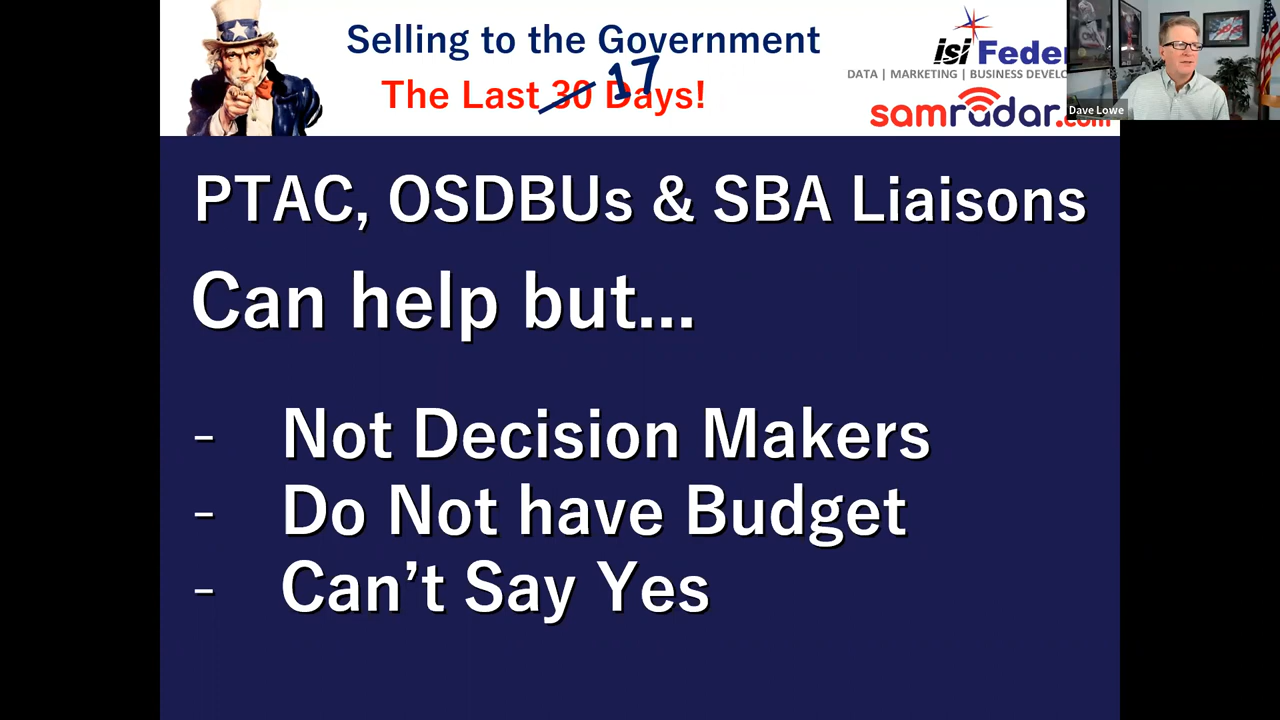 Selling to the Government
The Last 30 Days!
17
isi Feder
DATA | MARKETING | BUSINESS DEVELO
samradar.com
Dave Lowe
PTAC, OSDBUs & SBA Liaisons
Can help but...
- Not Decision Makers
- Do Not have Budget
- Can’t Say Yes